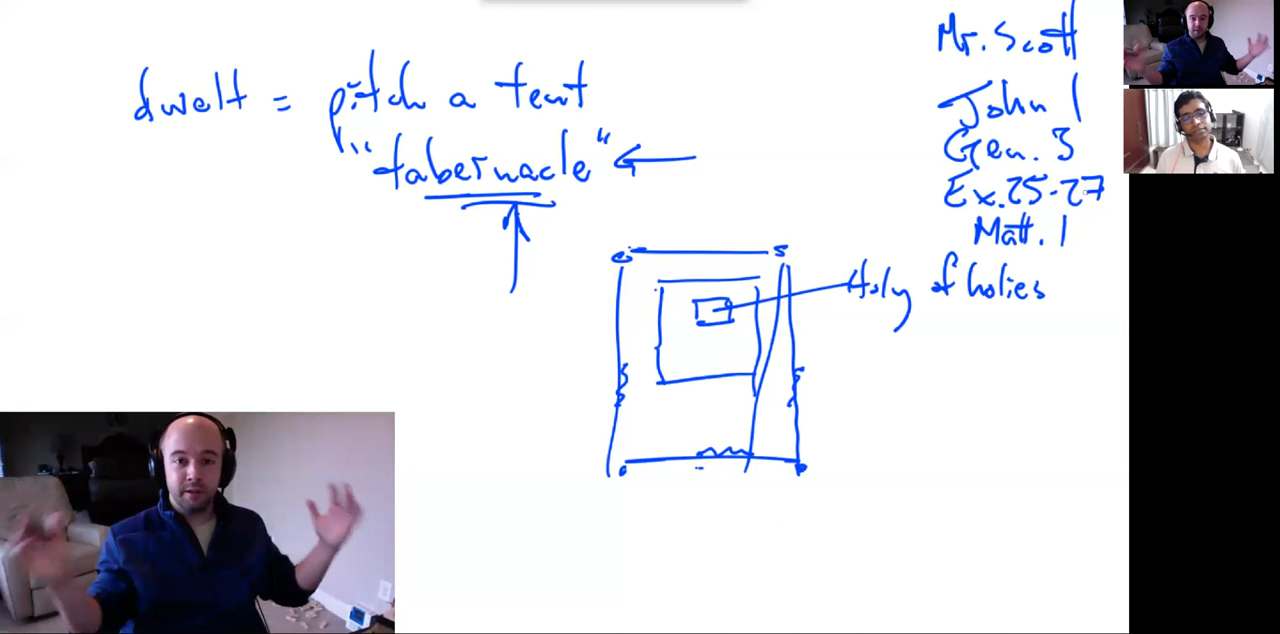 dwelt = pitch a tent
"tabernacle"
Mr. Scott
John 1
Gen. 3
Ex. 25-27
Matt. 1
Holy of holies